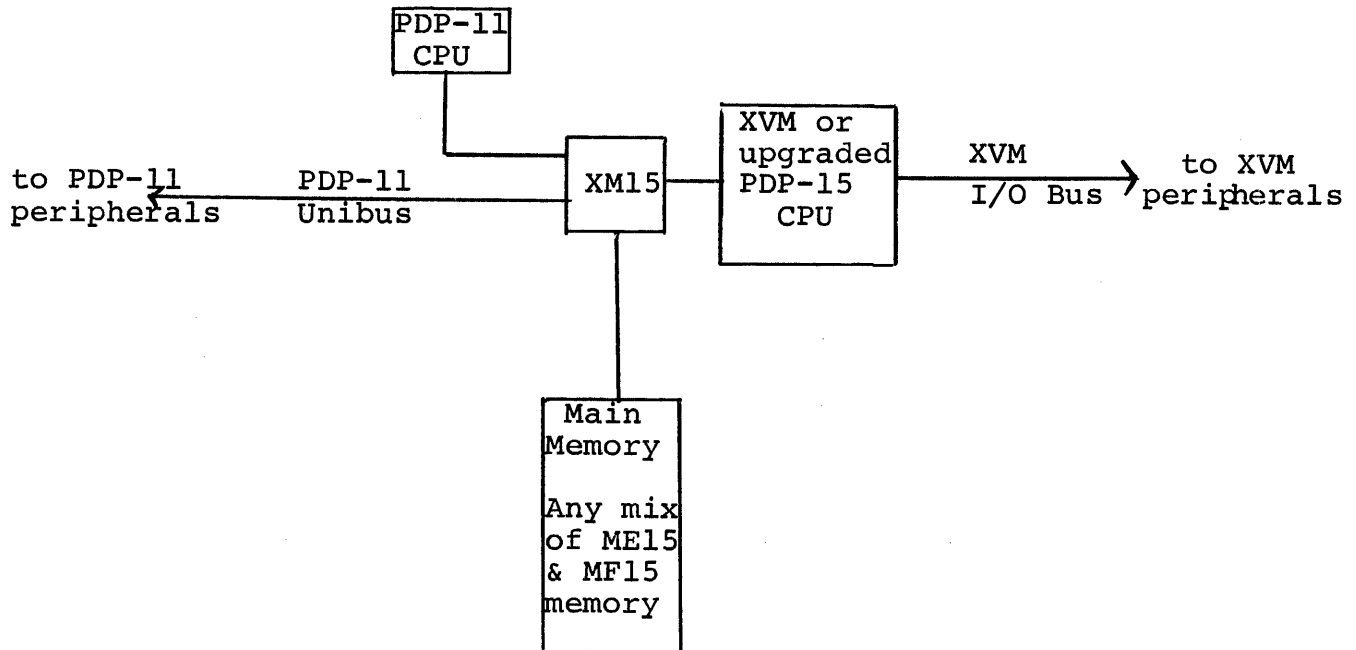 PDP-11
CPU
to PDP-11
peripherals
PDP-11
Unibus
XM15
XVM or
upgraded
PDP-15
CPU
XVM
I/O Bus
to XVM
peripherals
Main
Memory
Any mix
of ME15
& MF15
memory